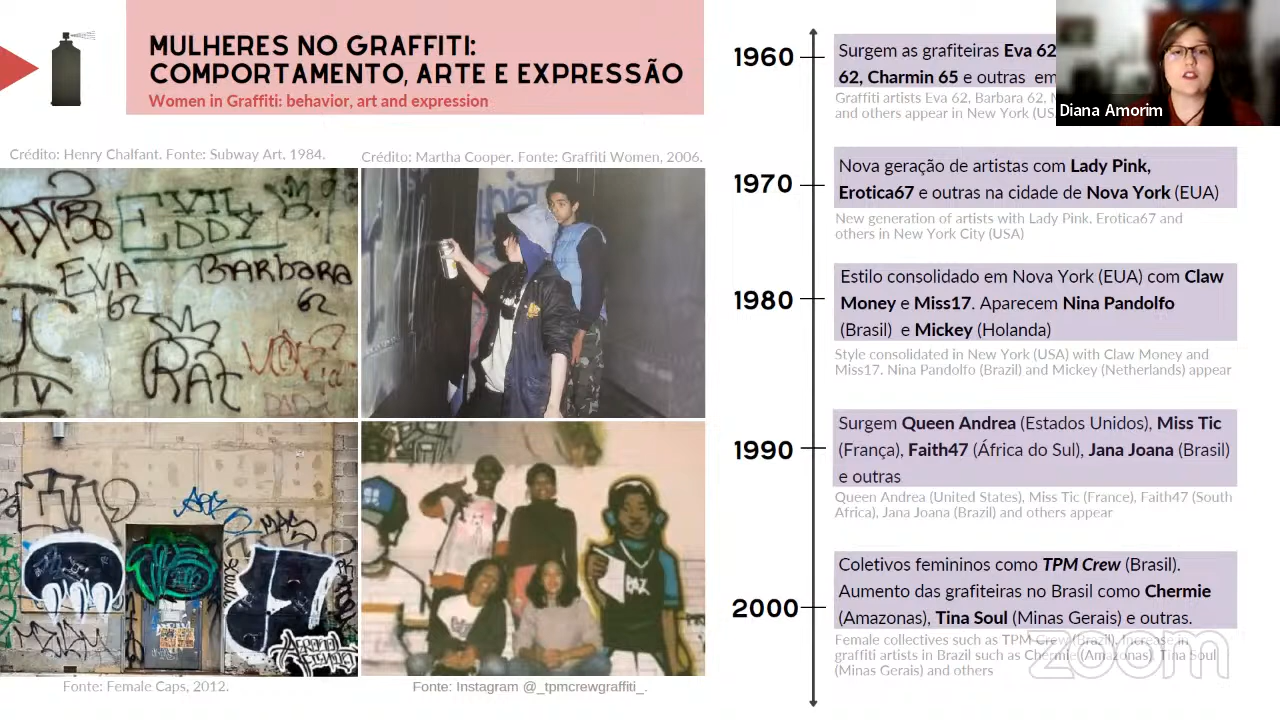 MULHERES NO GRAFFITI:
COMPORTAMENTO, ARTE E EXPRESSÃO
Women in Graffiti: behavior, art and expression
Crédito: Henry Chalfant. Fonte: Subway Art, 1984.
Crédito: Martha Cooper. Fonte: Graffiti Women, 2006.
EVIL
EDDY
EVA
62
BARBARA
62
RAT
Fonte: Female Caps, 2012.
Fonte: Instagram @_tpmcrewgraffiti_.
1960
Surgem as grafiteiras Eva 62
62, Charmin 65 e outras em
Graffiti artists Eva 62, Barbara 62,
and others appear in New York (US
Diana Amorim
1970
Nova geração de artistas com Lady Pink,
Erotica67 e outras na cidade de Nova York (EUA)
New generation of artists with Lady Pink, Erotica67 and
others in New York City (USA)
1980
Estilo consolidado em Nova York (EUA) com Claw
Money e Miss17. Aparecem Nina Pandolfo
(Brasil) e Mickey (Holanda)
Style consolidated in New York (USA) with Claw Money and
Miss17. Nina Pandolfo (Brazil) and Mickey (Netherlands) appear
1990
Surgem Queen Andrea (Estados Unidos), Miss Tic
(França), Faith47 (África do Sul), Jana Joana (Brasil)
e outras
Queen Andrea (United States), Miss Tic (France), Faith47 (South
Africa), Jana Joana (Brazil) and others appear
2000
Coletivos femininos como TPM Crew (Brasil).
Aumento das grafiteiras no Brasil como Chermie
(Amazonas), Tina Soul (Minas Gerais) e outras.
Female collectives such as TPM Crew (Brazil). Increase in
graffiti artists in Brazil such as Chermie (Amazonas), Tina Soul
(Minas Gerais) and others
zoom